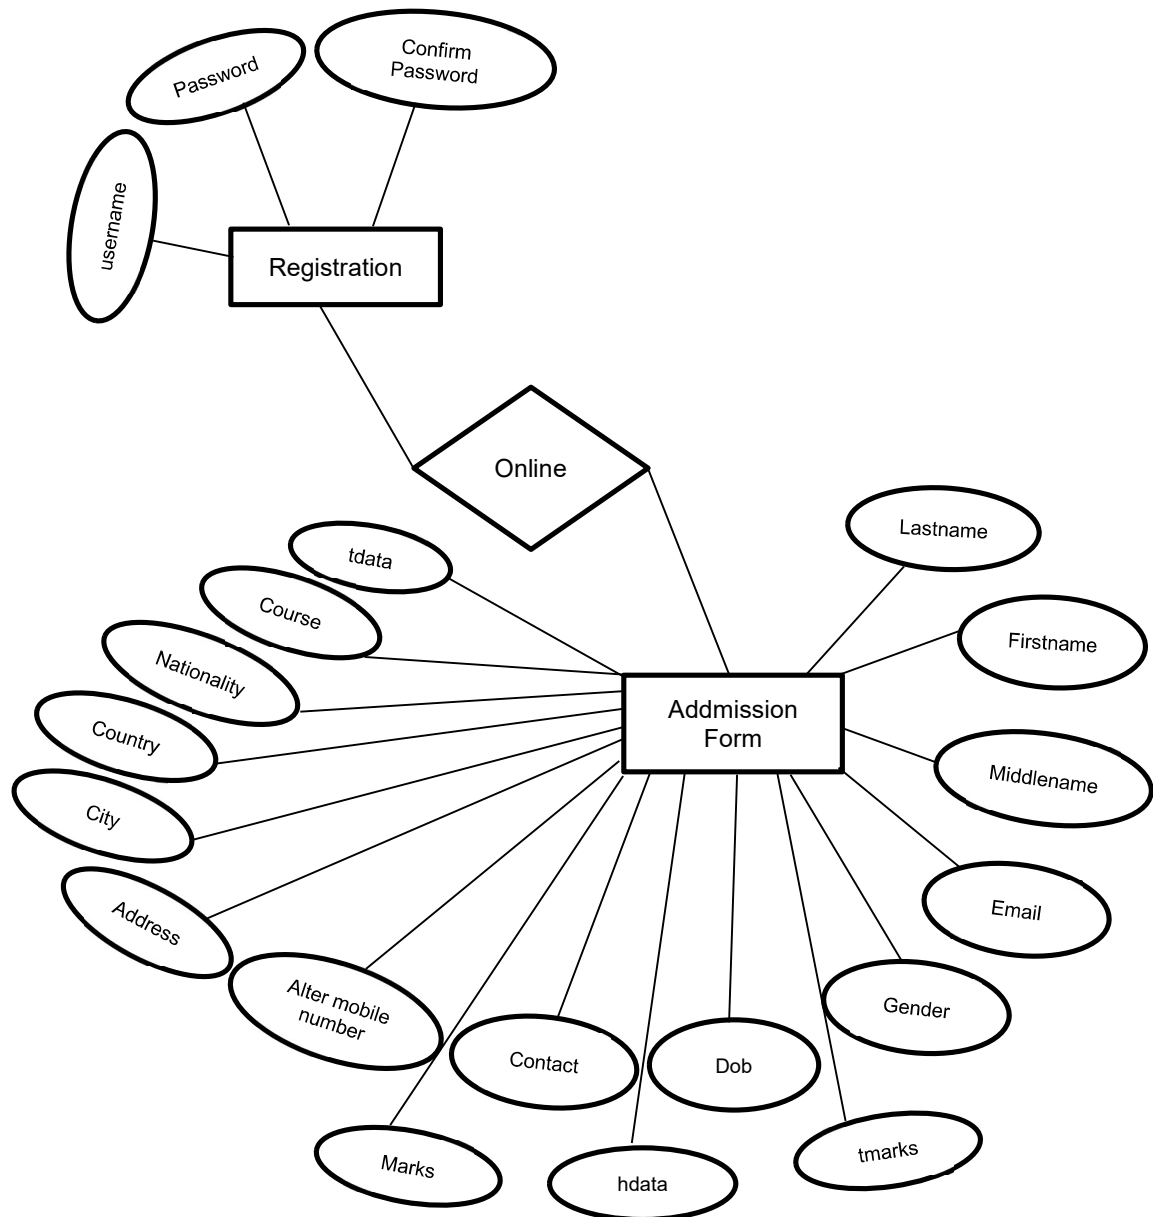 Confirm
Password
Password
username
Registration
Online
Lastname
tdata
Course
Firstname
Nationality
Addmission
Form
Country
Middlename
City
Email
Address
Alter mobile
number
Gender
Contact
Dob
tmarks
Marks
hdata